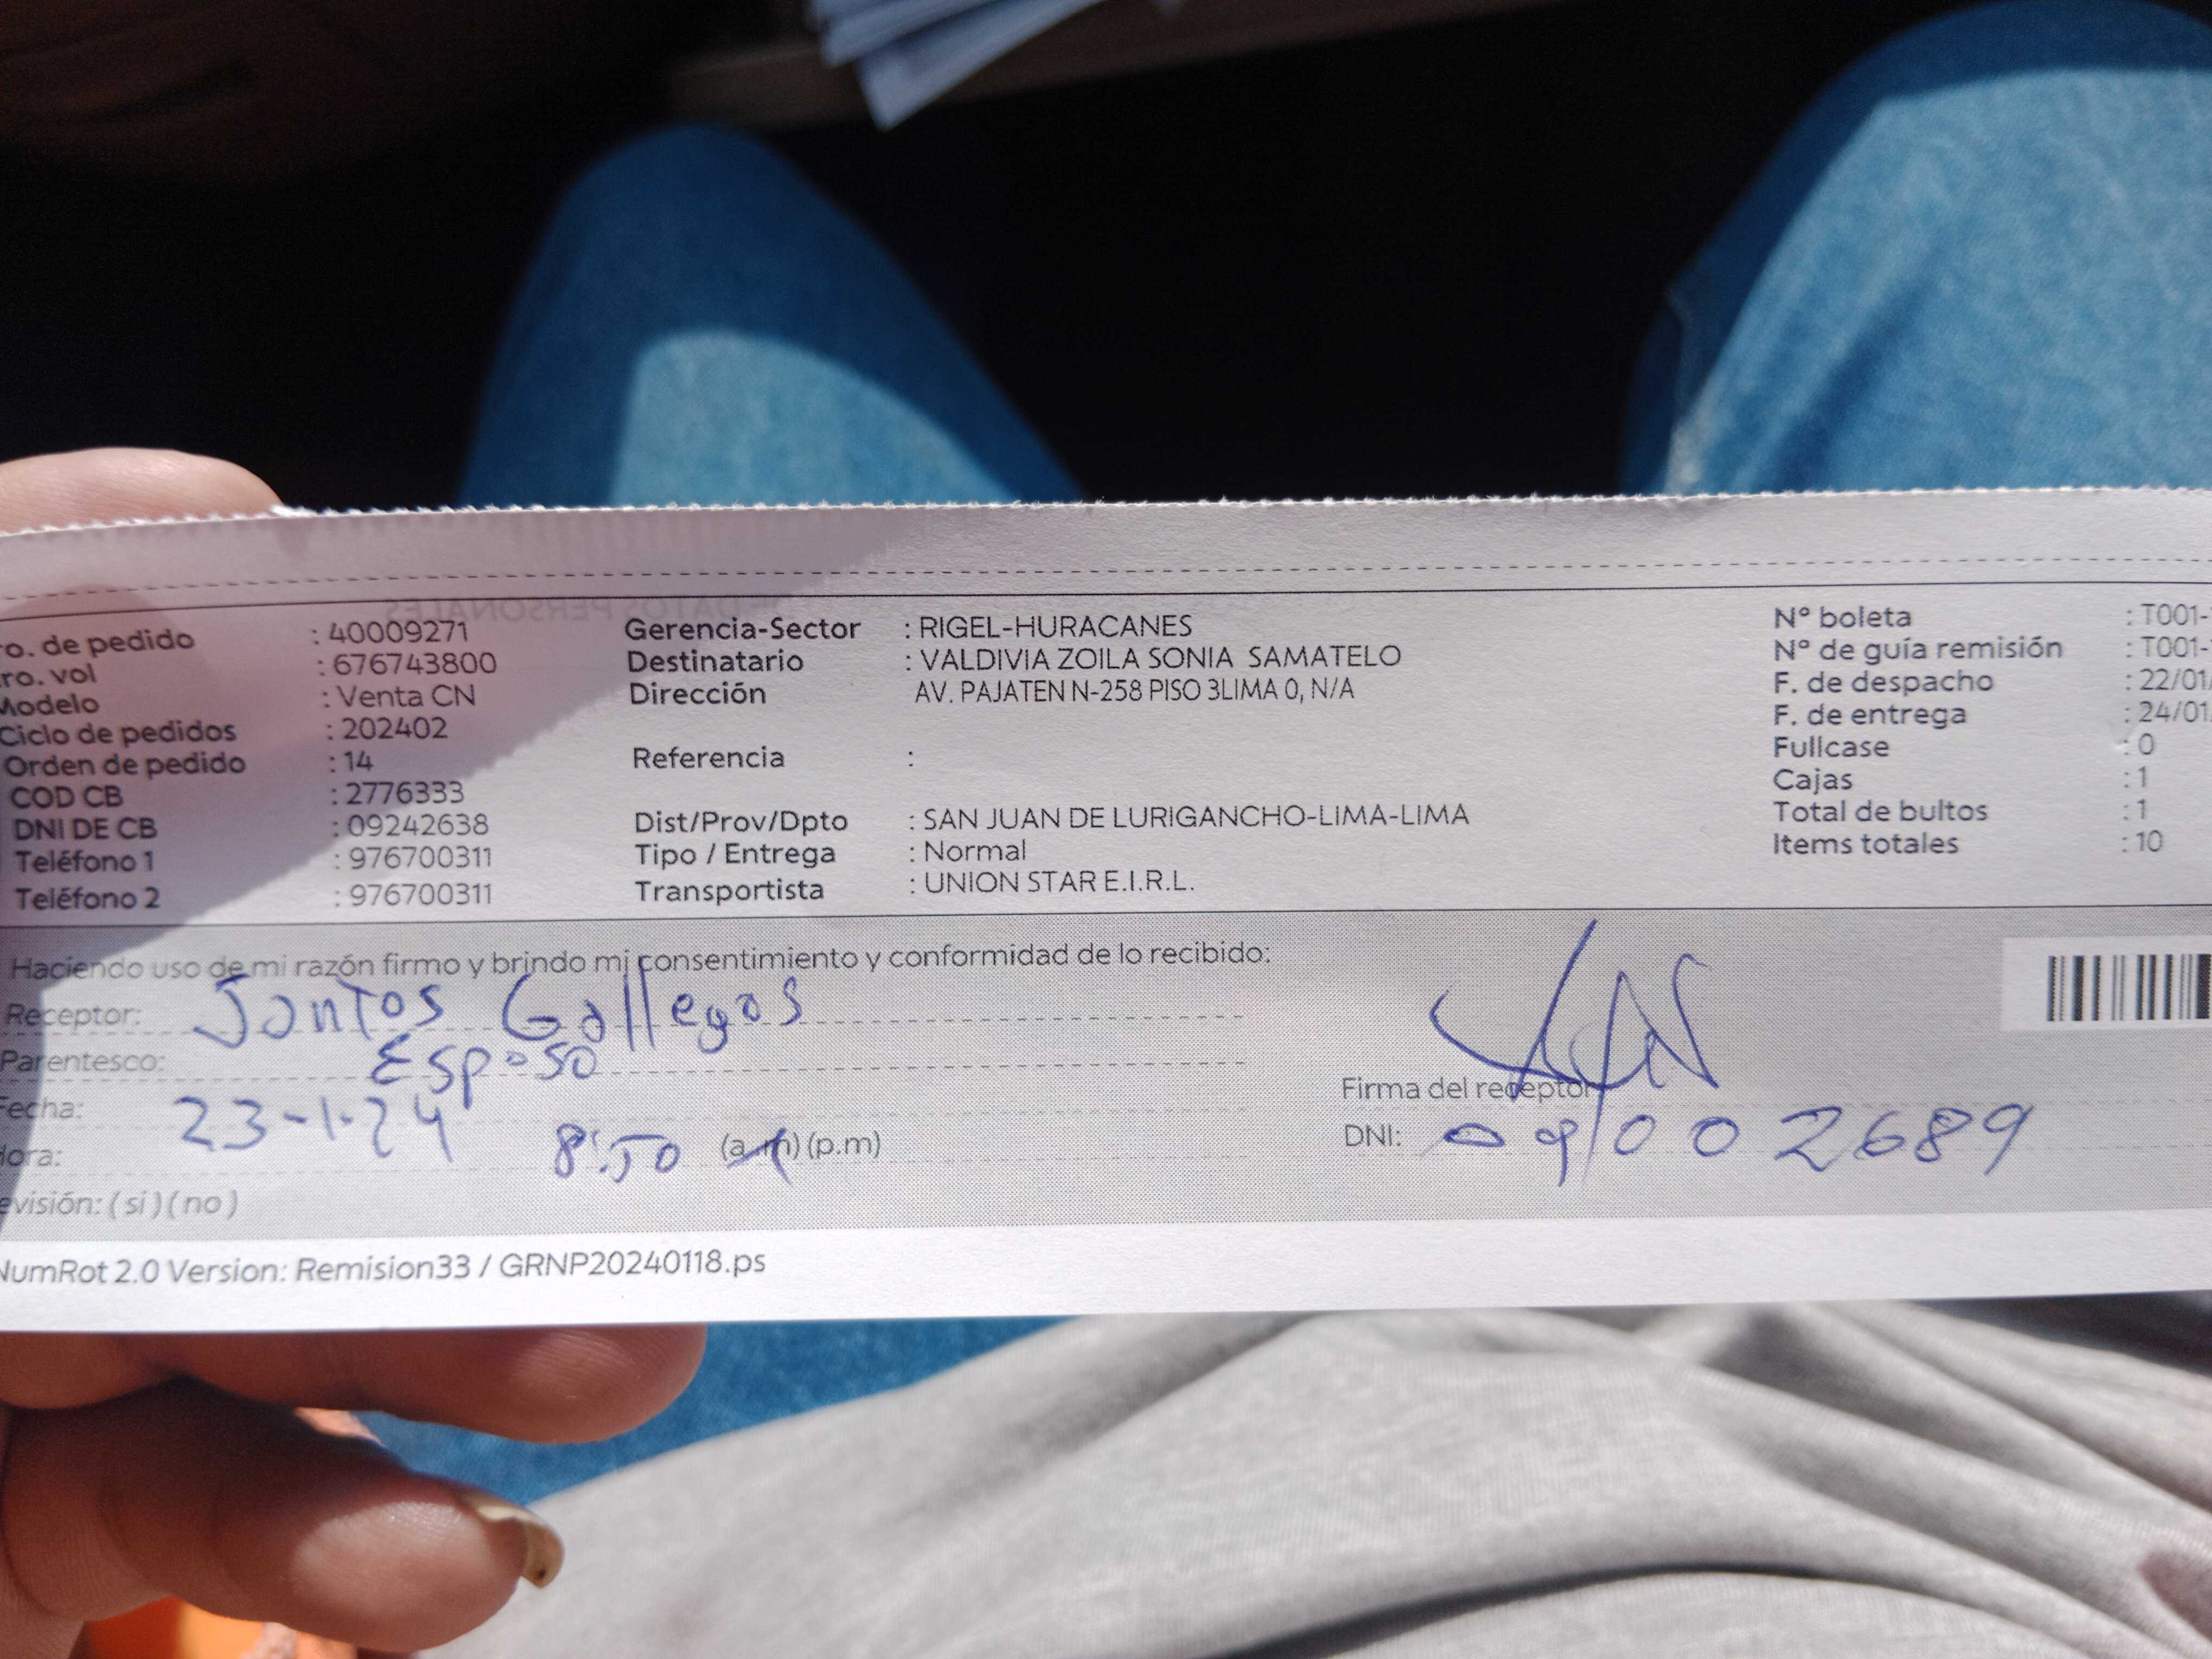 ro. de pedido : 40009271 Gerencia-Sector : RIGEL-HURACANES Nº boleta : T001-
ro. vol : 676743800 Destinatario : VALDIVIA ZOILA SONIA SAMATELO Nº de guía remisión : T001-
Modelo : Venta CN Dirección AV. PAJATEN N-258 PISO 3LIMA 0, N/A F. de despacho : 22/01/
Ciclo de pedidos : 202402 F. de entrega : 24/01/
Orden de pedido : 14 Referencia : Fullcase : 0
COD CB : 2776333 Cajas : 1
DNI DE CB : 09242638 Dist/Prov/Dpto : SAN JUAN DE LURIGANCHO-LIMA-LIMA Total de bultos : 1
Teléfono 1 : 976700311 Tipo / Entrega : Normal Items totales : 10
Teléfono 2 : 976700311 Transportista : UNION STAR E.I.R.L.
Haciendo uso de mi razón firmo y brindo mi consentimiento y conformidad de lo recibido:
Receptor: Santos Gallegos
Parentesco: Esposo
Fecha: 23-1-24 Firma del receptor
Hora: 8:50 (a.m) (p.m) DNI: 09002689
evisión: ( si ) ( no )
NumRot 2.0 Version: Remision33 / GRNP20240118.ps